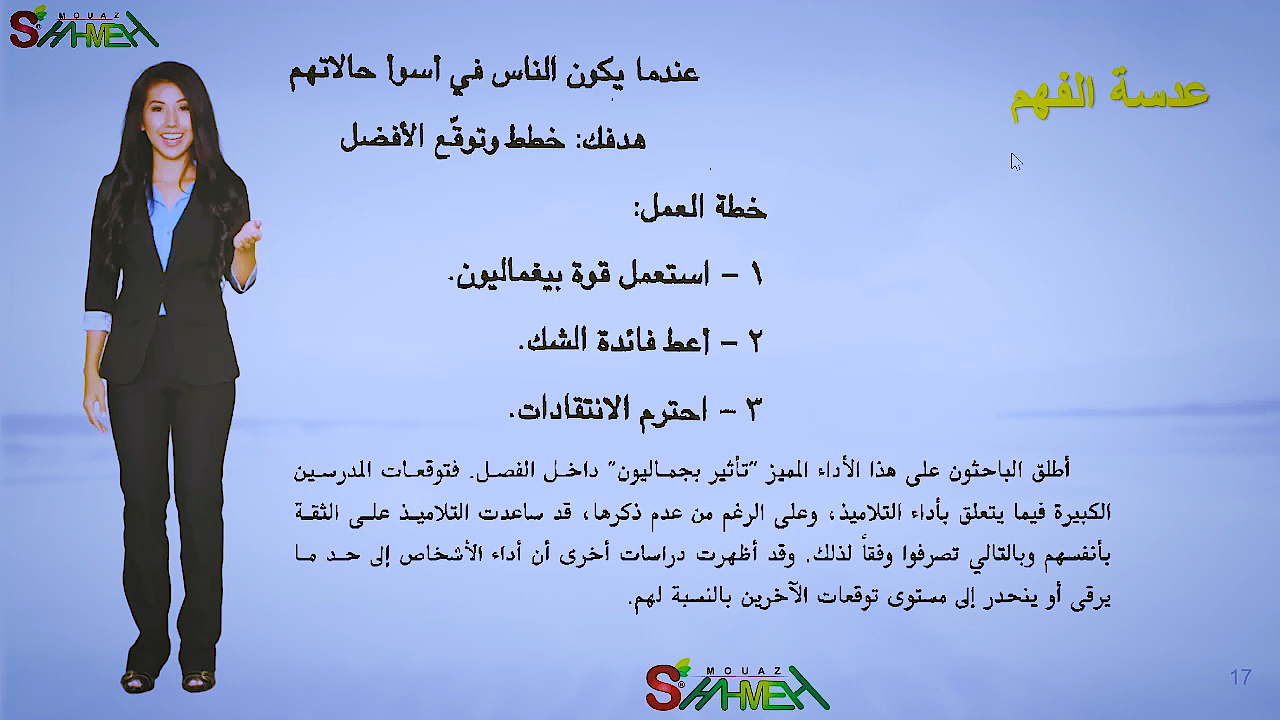 MOUAZ
SHAHMEH
عدسة الفهم
عندما يكون الناس في أسوأ حالاتهم
هدفك: خطط وتوقّع الأفضل
خطة العمل:
١ – استعمل قوة بيغماليون.
٢ – أعط فائدة الشك.
٣ – احترم الانتقادات.
أطلق الباحثون على هذا الأداء المميز "تأثير بجماليون" داخل الفصل. فتوقعات المدرسين
الكبيرة فيما يتعلق بأداء التلاميذ، وعلى الرغم من عدم ذكرها، قد ساعدت التلاميذ على الثقة
بأنفسهم وبالتالي تصرفوا وفقاً لذلك. وقد أظهرت دراسات أخرى أن أداء الأشخاص إلى حد ما
يرقى أو ينحدر إلى مستوى توقعات الآخرين بالنسبة لهم.
MOUAZ
SHAHMEH
17